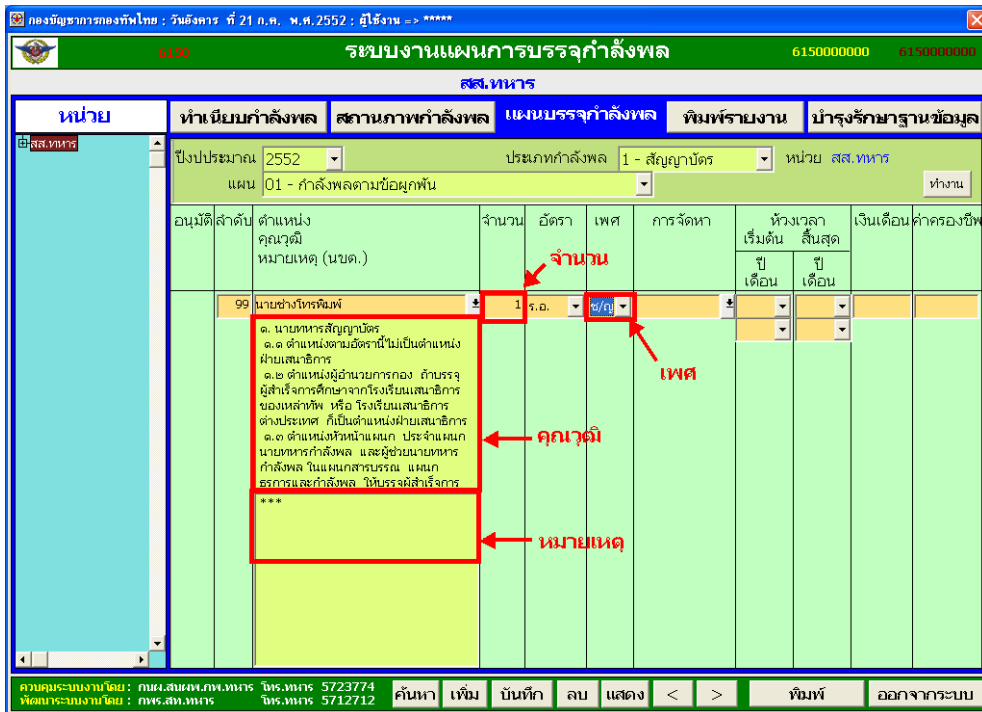 กองบัญชาการกองทัพไทย : วันอังคาร ที่ 21 ก.ค. พ.ศ.2552 : ผู้ใช้งาน => *****
6150 ระบบงานแผนการบรรจุกำลังพล 6150000000 6150000000
สส.ทหาร
หน่วย ทำเนียบกำลังพล สถานภาพกำลังพล แผนบรรจุกำลังพล พิมพ์รายงาน บำรุงรักษาฐานข้อมูล
สส.ทหาร
ปีงปประมาณ 2552 ประเภทกำลังพล 1 - สัญญาบัตร หน่วย สส.ทหาร
แผน 01 - กำลังพลตามข้อผูกพัน ทำงาน
อนุมัติ ลำดับ ตำแหน่ง จำนวน อัตรา เพศ การจัดหา ห้วงเวลา เงินเดือน ค่าครองชีพ
คุณวุฒิ เริ่มต้น สิ้นสุด
หมายเหตุ (นขต.) ปี ปี
เดือน เดือน
จำนวน
99 นายช่างโทรพิมพ์ 1 ร.อ. ช/ญ
๑. นายทหารสัญญาบัตร
๑.๑ ตำแหน่งตามอัตรานี้ไม่เป็นตำแหน่ง
ฝ่ายเสนาธิการ
๑.๒ ตำแหน่งผู้อำนวยการกอง ถ้าบรรจุ
ผู้สำเร็จการศึกษาจากโรงเรียนเสนาธิการ
ของเหล่าทัพ หรือ โรงเรียนเสนาธิการ
ต่างประเทศ ก็เป็นตำแหน่งฝ่ายเสนาธิการ
๑.๓ ตำแหน่งหัวหน้าแผนก ประจำแผนก
นายทหารกำลังพล และผู้ช่วยนายทหาร
กำลังพล ในแผนกสารบรรณ แผนก
ธุรการและกำลังพล ให้บรรจุผู้สำเร็จการ
เพศ
คุณวุฒิ
***
หมายเหตุ
ควบคุมระบบงานโดย : กนผ.สนผพ.กพ.ทหาร โทร.ทหาร 5723774
พัฒนาระบบงานโดย : กพร.สท.ทหาร โทร.ทหาร 5712712
ค้นหา เพิ่ม บันทึก ลบ แสดง < > พิมพ์ ออกจากระบบ